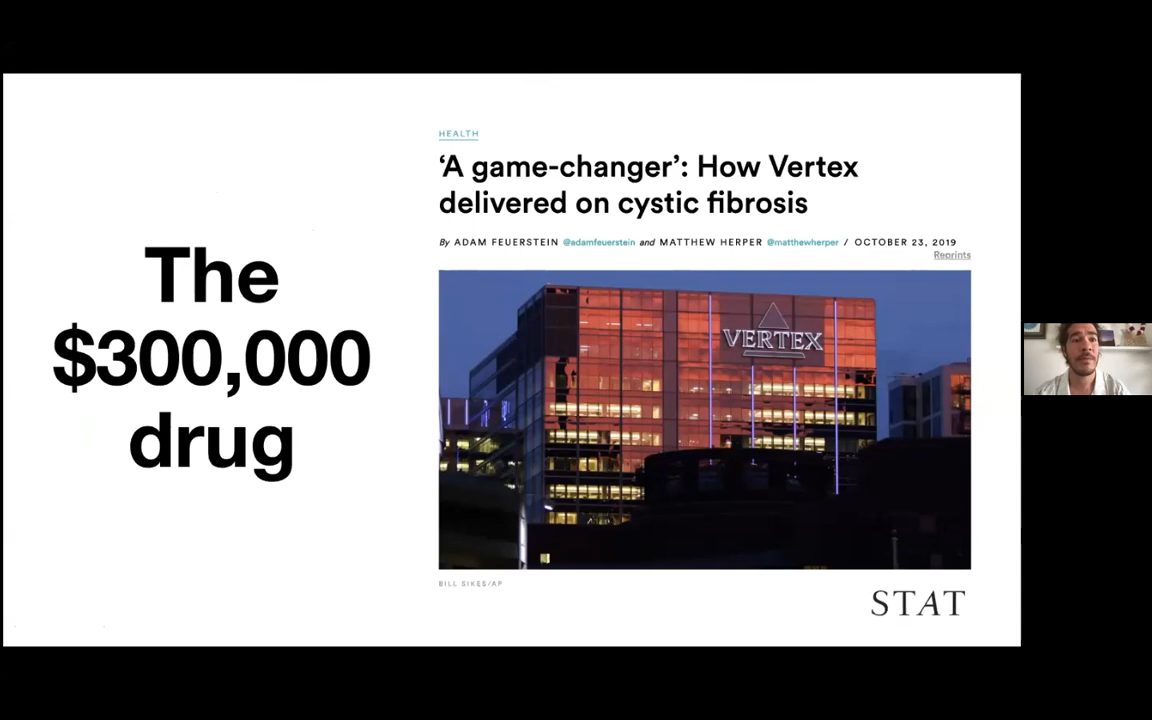 The
$300,000
drug
HEALTH
‘A game-changer’: How Vertex
delivered on cystic fibrosis
By ADAM FEUERSTEIN @adamfeuerstein and MATTHEW HERPER @matthewherper / OCTOBER 23, 2019
Reprints
VERTEX
BILL SIKES/AP
STAT